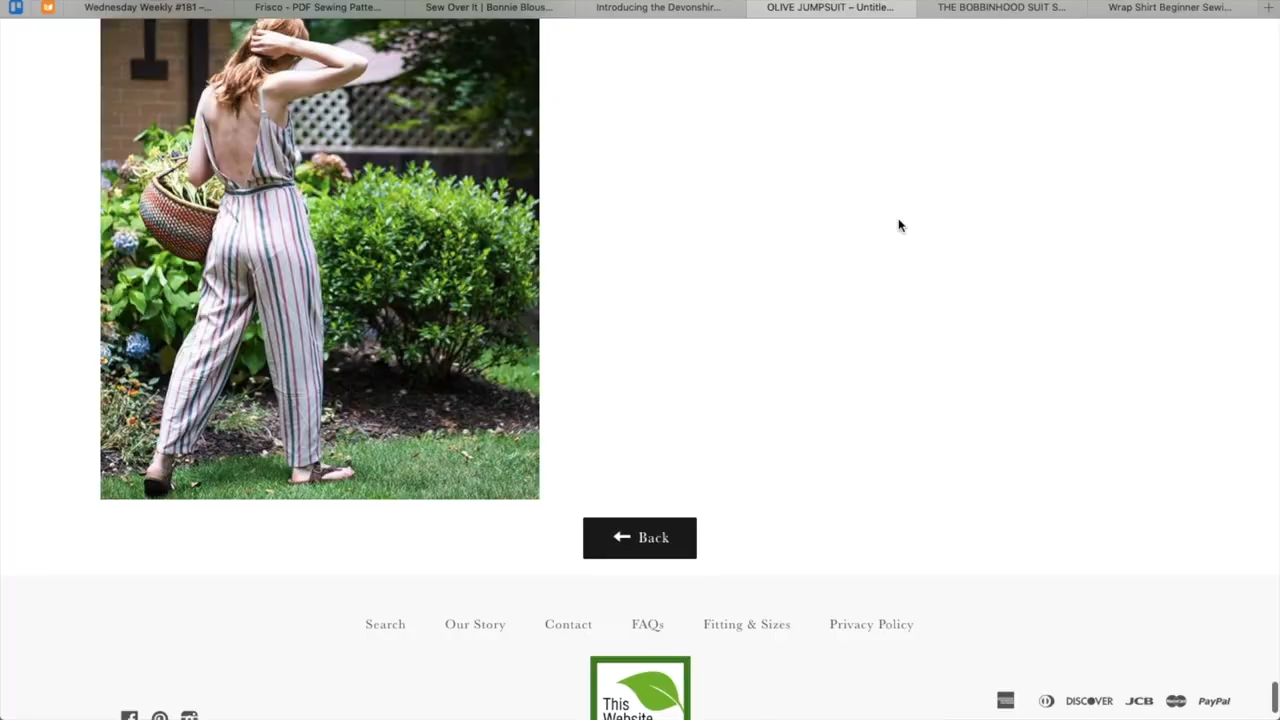 Wednesday Weekly #181 –...
Frisco - PDF Sewing Patte...
Sew Over It | Bonnie Blous...
Introducing the Devonshir...
OLIVE JUMPSUIT – Untitle...
THE BOBBINHOOD SUIT S...
Wrap Shirt Beginner Sewi...
Back
Search
Our Story
Contact
FAQs
Fitting & Sizes
Privacy Policy
This
Website
DISCOVER
JCB
PayPal